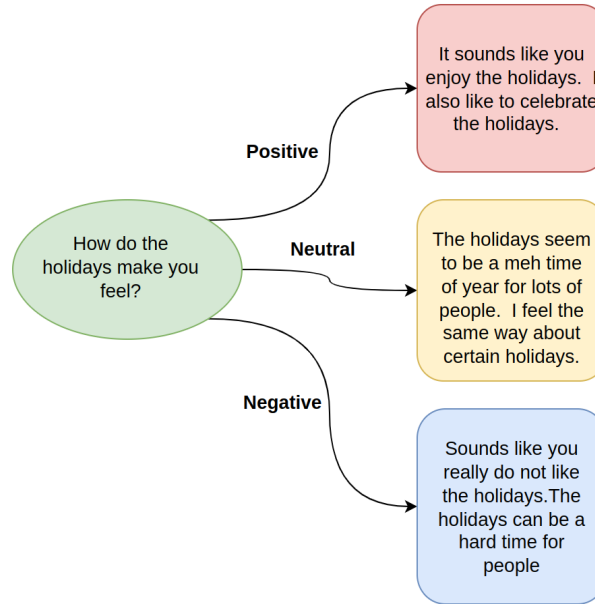 How do the
holidays make you
feel?
Positive
Neutral
Negative
It sounds like you
enjoy the holidays.  I
also like to celebrate
the holidays.
The holidays seem
to be a meh time
of year for lots of
people.  I feel the
same way about
certain holidays.
Sounds like you
really do not like
the holidays.The
holidays can be a
hard time for
people